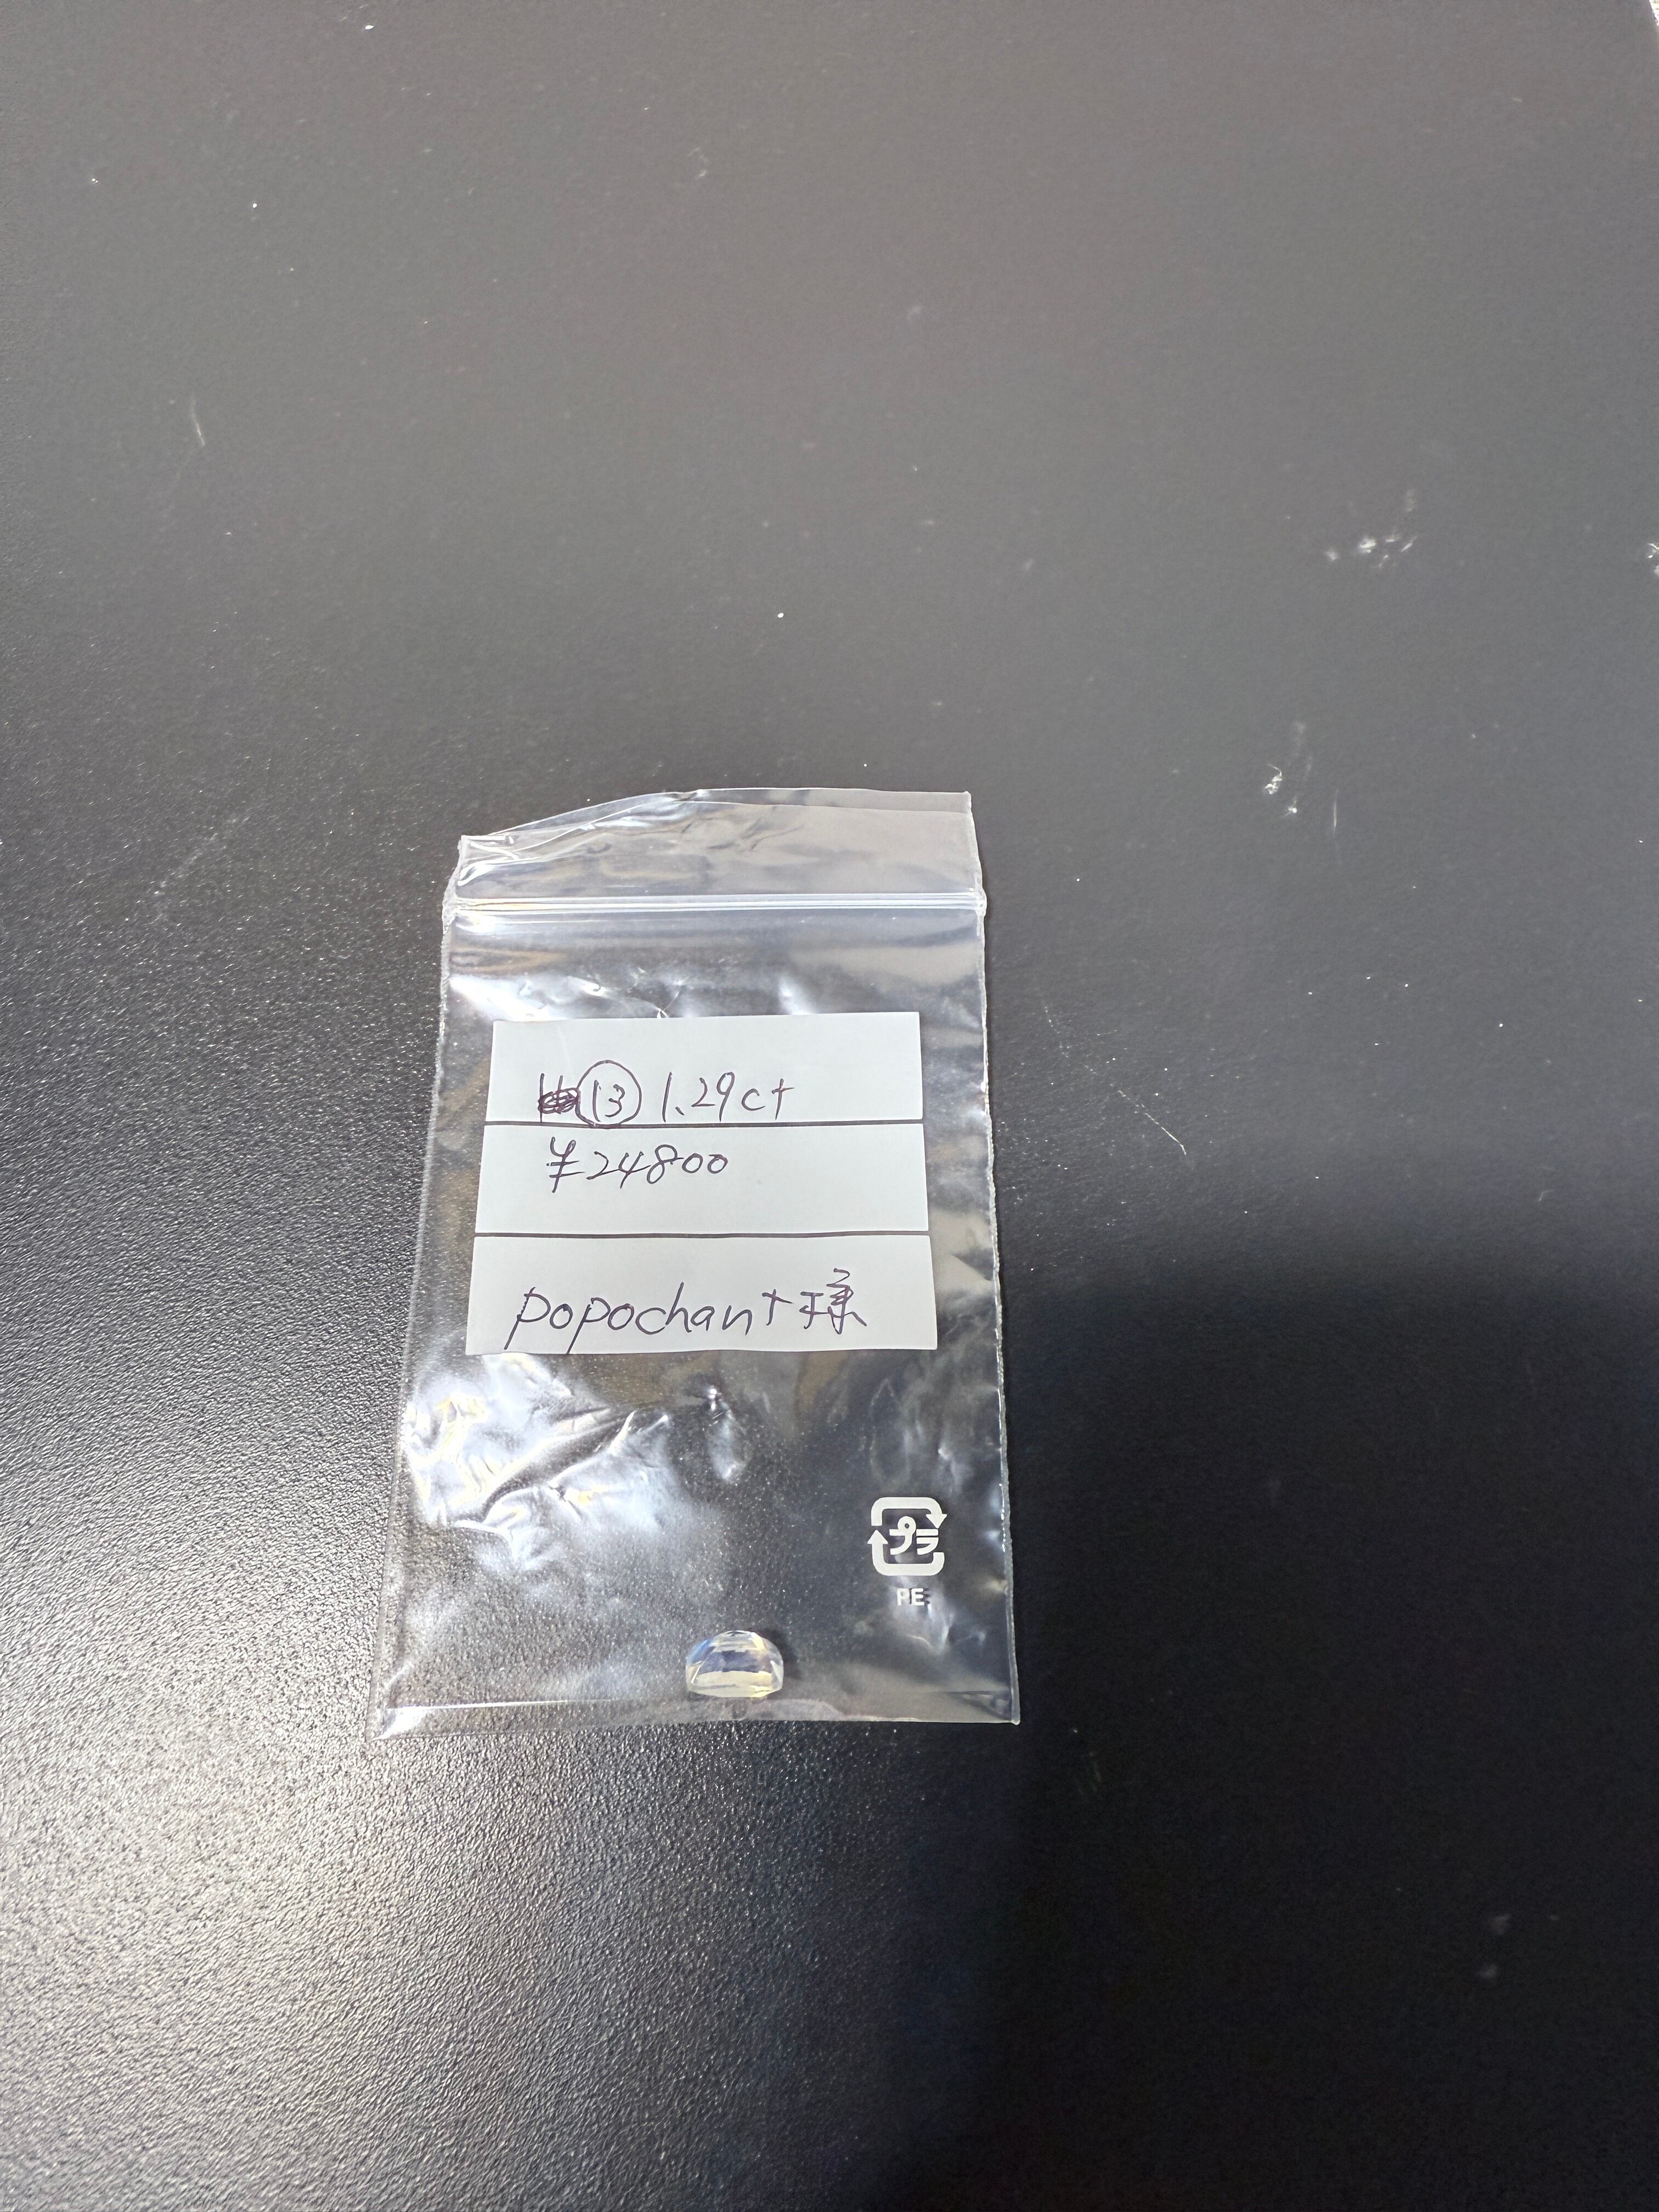 ⑬ 1.29ct
¥24800
popochant様
プラ
PE